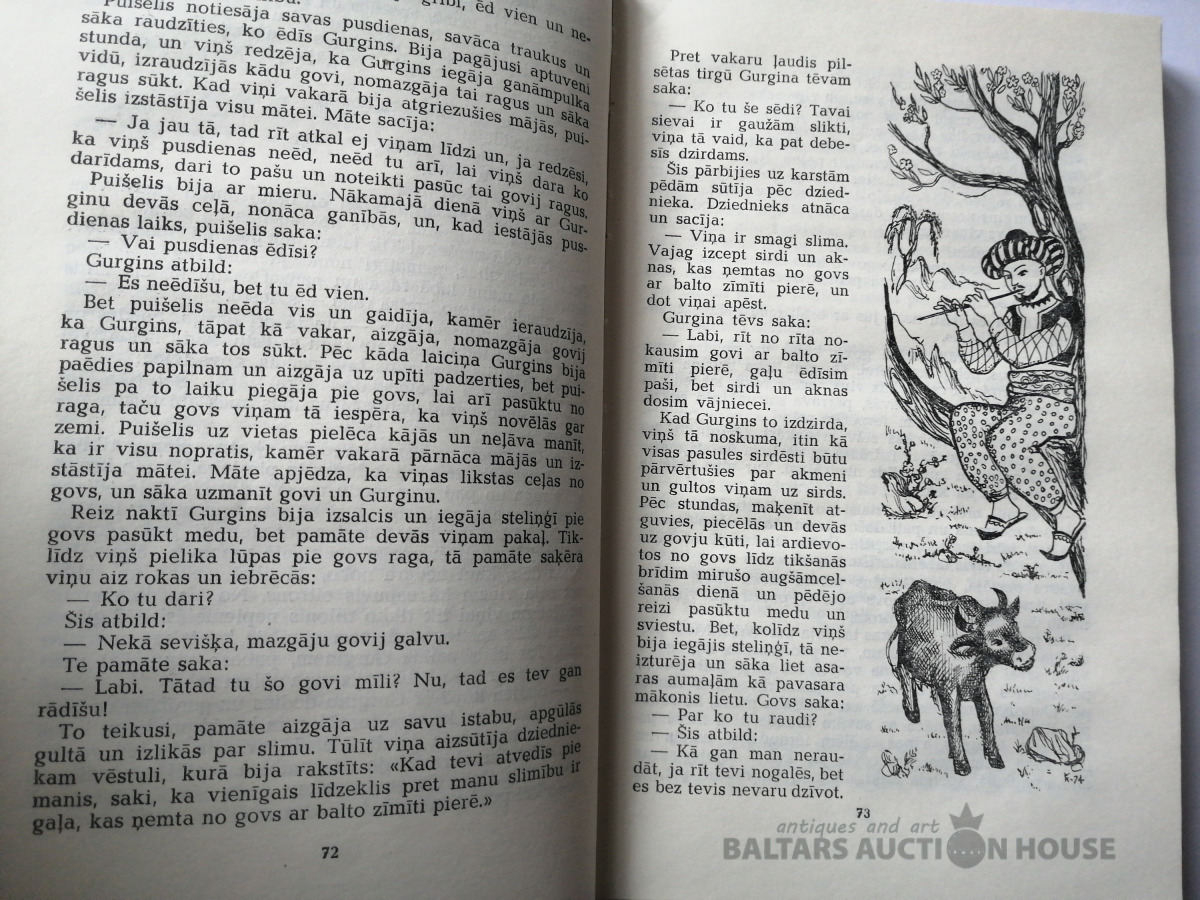 gribi, ēd vien un ne-
Puišelis notiesāja savas pusdienas, savāca traukus un
sāka raudzīties, ko ēdīs Gurgins. Bija pagājusi aptuveni
stunda, un viņš redzēja, ka Gurgins iegāja ganāmpulka
vidū, izraudzījās kādu govi, nomazgāja tai ragus un sāka
ragus sūkt. Kad viņi vakarā bija atgriezušies mājās, pui-
šelis izstāstīja visu mātei. Māte sacīja:
— Ja jau tā, tad rīt atkal ej viņam līdzi un, ja redzēsi,
ka viņš pusdienas neēd, neēd tu arī, lai viņš dara ko
darīdams, dari to pašu un noteikti pasūc tai govij ragus.
Puišelis bija ar mieru. Nākamajā dienā viņš ar Gur-
ginu devās ceļā, nonāca ganībās, un, kad iestājās pus-
dienas laiks, puišelis saka:
— Vai pusdienas ēdīsi?
Gurgins atbild:
— Es neēdīšu, bet tu ēd vien.
Bet puišelis neēda vis un gaidīja, kamēr ieraudzīja,
ka Gurgins, tāpat kā vakar, aizgāja, nomazgāja govij
ragus un sāka tos sūkt. Pēc kāda laiciņa Gurgins bija
paēdies papilnam un aizgāja uz upīti padzerties, bet pui-
šelis pa to laiku piegāja pie govs, lai arī pasūktu no
raga, taču govs viņam tā iespēra, ka viņš novēlās gar
zemi. Puišelis uz vietas pielēca kājās un neļāva manīt,
ka ir visu nopratis, kamēr vakarā pārnāca mājās un iz-
stāstīja mātei. Māte apjēdza, ka viņas likstas ceļas no
govs, un sāka uzmanīt govi un Gurginu.
Reiz naktī Gurgins bija izsalcis un iegāja steliņģī pie
govs pasūkt medu, bet pamāte devās viņam pakaļ. Tik-
līdz viņš pielika lūpas pie govs raga, tā pamāte saķēra
viņu aiz rokas un iebrēcās:
— Ko tu dari?
Šis atbild:
— Nekā sevišķa, mazgāju govij galvu.
Te pamāte saka:
— Labi. Tātad tu šo govi mīli? Nu, tad es tev gan
rādīšu!
To teikusi, pamāte aizgāja uz savu istabu, apgūlās
gultā un izlikās par slimu. Tūlīt viņa aizsūtīja dziednie-
kam vēstuli, kurā bija rakstīts: «Kad tevi atvedīs pie
manis, saki, ka vienīgais līdzeklis pret manu slimību ir
gaļa, kas ņemta no govs ar balto zīmīti pierē.»
72
Pret vakaru ļaudis pil-
sētas tirgū Gurgina tēvam
saka:
— Ko tu še sēdi? Tavai
sievai ir gaužām slikti,
viņa tā vaid, ka pat debe-
sīs dzirdams.
Šis pārbijies uz karstām
pēdām sūtīja pēc dzied-
nieka. Dziednieks atnāca
un sacīja:
— Viņa ir smagi slima.
Vajag izcept sirdi un ak-
nas, kas ņemtas no govs
ar balto zīmīti pierē, un
dot viņai apēst.
Gurgina tēvs saka:
— Labi, rīt no rīta no-
kausim govi ar balto zī-
mīti pierē, gaļu ēdīsim
paši, bet sirdi un aknas
dosim vājniecei.
Kad Gurgins to izdzirda,
viņš tā noskuma, itin kā
visas pasules sirdēsti būtu
pārvērtušies par akmeni
un gultos viņam uz sirds.
Pēc stundas, maķenīt at-
guvies, piecēlās un devās
uz govju kūti, lai ardievo-
tos no govs līdz tikšanās
brīdim mirušo augšāmcel-
šanās dienā un pēdējo
reizi pasūktu medu un
sviestu. Bet, kolīdz viņš
bija iegājis steliņģī, tā ne-
izturēja un sāka liet asa-
ras aumaļām kā pavasara
mākonis lietu. Govs saka:
— Par ko tu raudi?
— Šis atbild:
— Kā gan man nerau-
dāt, ja rīt tevi nogalēs, bet
es bez tevis nevaru dzīvot.
73
antiques and art
BALTARS AUCTION HOUSE